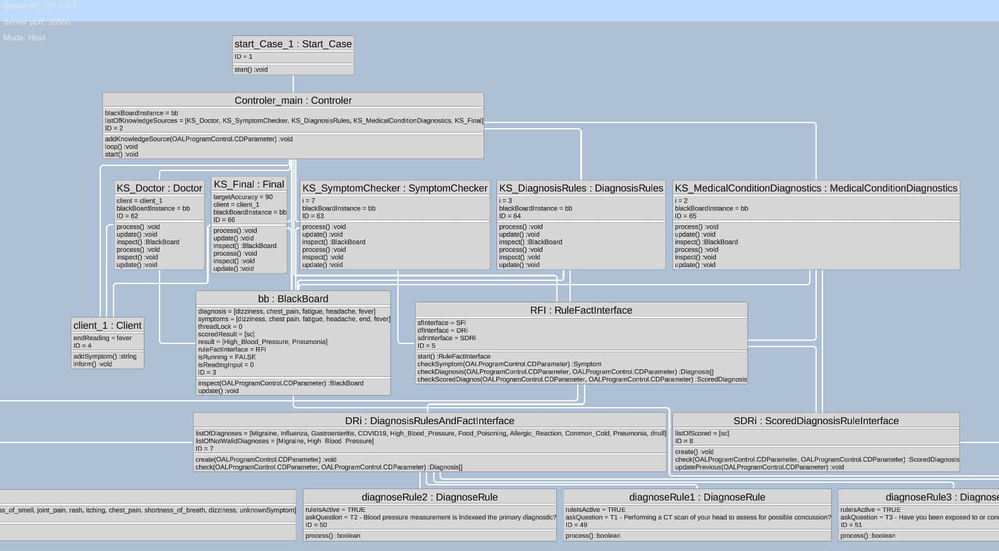 Server IP: 127.0.0.1
Server port: 55555
Mode: Host
start_Case_1 : Start_Case
ID = 1
start() :void
Controler_main : Controler
blackBoardInstance = bb
listOfKnowledgeSources = [KS_Doctor, KS_SymptomChecker, KS_DiagnosisRules, KS_MedicalConditionDiagnostics, KS_Final]
ID = 2
addKnowledgeSource(OALProgramControl.CDParameter) :void
loop() :void
start() :void
KS_Doctor : Doctor
client = client_1
blackBoardInstance = bb
ID = 62
process() :void
update() :void
inspect() :BlackBoard
process() :void
inspect() :void
update() :void
KS_Final : Final
targetAccuracy = 90
client = client_1
blackBoardInstance = bb
ID = 66
process() :void
update() :void
inspect() :BlackBoard
process() :void
inspect() :void
update() :void
KS_SymptomChecker : SymptomChecker
i = 7
blackBoardInstance = bb
ID = 63
process() :void
update() :void
inspect() :BlackBoard
process() :void
inspect() :void
update() :void
KS_DiagnosisRules : DiagnosisRules
i = 3
blackBoardInstance = bb
ID = 64
process() :void
update() :void
inspect() :BlackBoard
process() :void
inspect() :void
update() :void
KS_MedicalConditionDiagnostics : MedicalConditionDiagnostics
i = 2
blackBoardInstance = bb
ID = 65
process() :void
update() :void
inspect() :BlackBoard
process() :void
inspect() :void
update() :void
client_1 : Client
endReading = fever
ID = 4
addSymptom() :string
inform() :void
bb : BlackBoard
diagnosis = [dizziness, chest_pain, fatigue, headache, fever]
symptoms = [dizziness, chest pain, fatigue, headache, end, fever]
threadLock = 0
scoredResult = [sc]
result = [High_Blood_Pressure, Pneumonia]
ruleFactInterface = RFI
isRunning = FALSE
isReadingInput = 0
ID = 3
inspect(OALProgramControl.CDParameter) :BlackBoard
update() :void
RFI : RuleFactInterface
sfInterface = SFi
dfInterface = DRi
sdrInterface = SDRi
ID = 5
start() :RuleFactInterface
checkSymptom(OALProgramControl.CDParameter) :Symptom
checkDiagnosis(OALProgramControl.CDParameter, OALProgramControl.CDParameter) :Diagnosis[]
checkScoredDiagnos(OALProgramControl.CDParameter, OALProgramControl.CDParameter) :ScoredDiagnosis
DRi : DiagnosisRulesAndFactInterface
listOfDiagnoses = [Migraine, Influenza, Gastroenteritis, COVID19, High_Blood_Pressure, Food_Poisoning, Allergic_Reaction, Common_Cold, Pneumonia, dnull]
listOfNotValidDiagnoses = [Migraine, High_Blood_Pressure]
ID = 7
create(OALProgramControl.CDParameter) :void
check(OALProgramControl.CDParameter, OALProgramControl.CDParameter) :Diagnosis[]
SDRi : ScoredDiagnosisRuleInterface
listOfScored = [sc]
ID = 8
create() :void
check(OALProgramControl.CDParameter, OALProgramControl.CDParameter) :ScoredDiagnosis
updatePrevious(OALProgramControl.CDParameter) :void
ss_of_smell, joint_pain, rash, itching, chest_pain, shortness_of_breath, dizziness, unknownSymptom]
diagnoseRule2 : DiagnoseRule
ruleIsActive = TRUE
askQuestion = T2 - Blood pressure measurement is indexeed the primary diagnostic?
ID = 50
process() :boolean
diagnoseRule1 : DiagnoseRule
ruleIsActive = TRUE
askQuestion = T1 - Performing a CT scan of your head to assess for possible concussion?
ID = 49
process() :boolean
diagnoseRule3 : Diagnose
ruleIsActive = TRUE
askQuestion = T3 - Have you been exposed to or con
ID = 51
process() :boolean